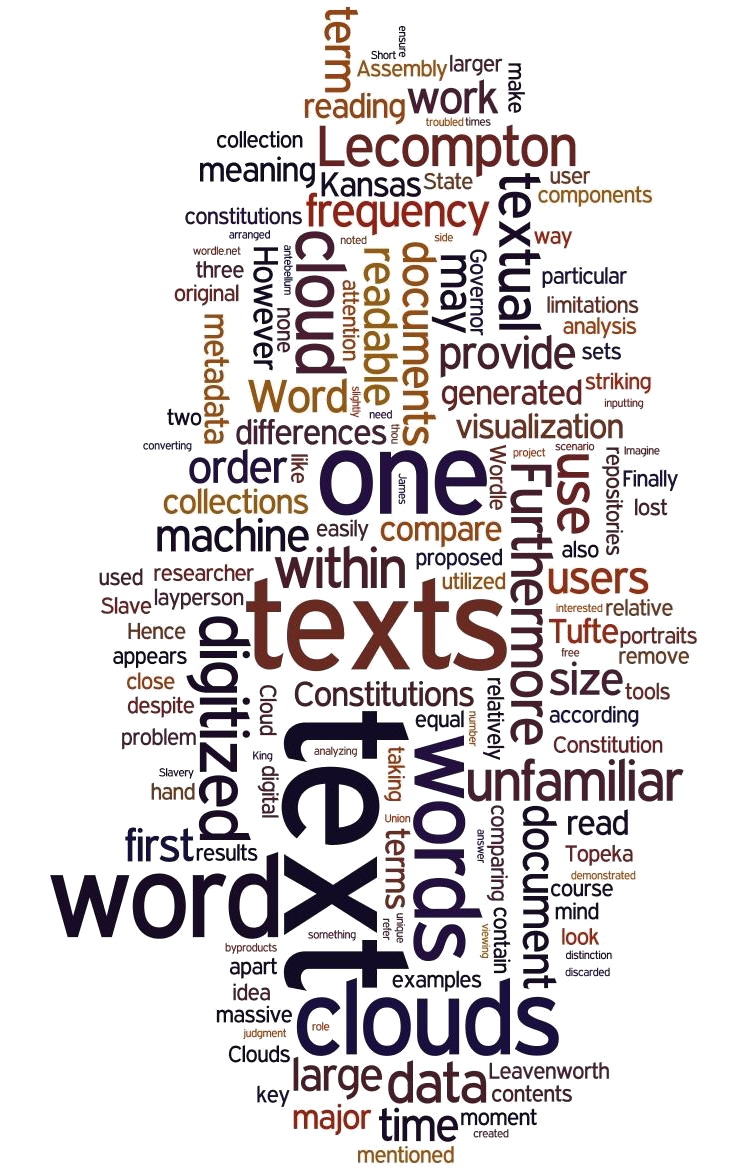 term
ensure
Short
Assembly
larger
make
reading
work
troubled
times
collection
Lecompton
meaning
Kansas
State
user
components
textual
constitutions
frequency
way
arranged
noted
side
wordle.net
However
antebellum
cloud
readable
documents
may
Governor
three
none
attention
particular
original
limitations
analysis
metadata
provide
sets
Word
slightly
generated
striking
inputting
two
need
thou
differences
visualization
converting
order
like
one
James
Wordle
project
scenario
use
repositories
Imagine
Finally
collections
lost
machine
easily
compare
Furthermore
also
within
proposed
used
researcher
utilized
users
Slave
layperson
texts
interested
relative
Hence
Tufte
portraits
appears
digitized
free
remove
close
Cloud
Constitutions
relatively
size
tools
despite
equal
number
according
problem
text
analyzing
words
Constitution
Slavery
King
digital
taking
unfamiliar
hand
Union
comparing
document
first
results
terms
answer
read
Topeka
word
demonstrated
course
unique
refer
contain
mind
something
viewing
look
byproducts
distinction
apart
examples
discarded
idea
clouds
massive
role
judgment
Clouds
large
data
Leavenworth
key
contents
major
time
moment
created
mentioned